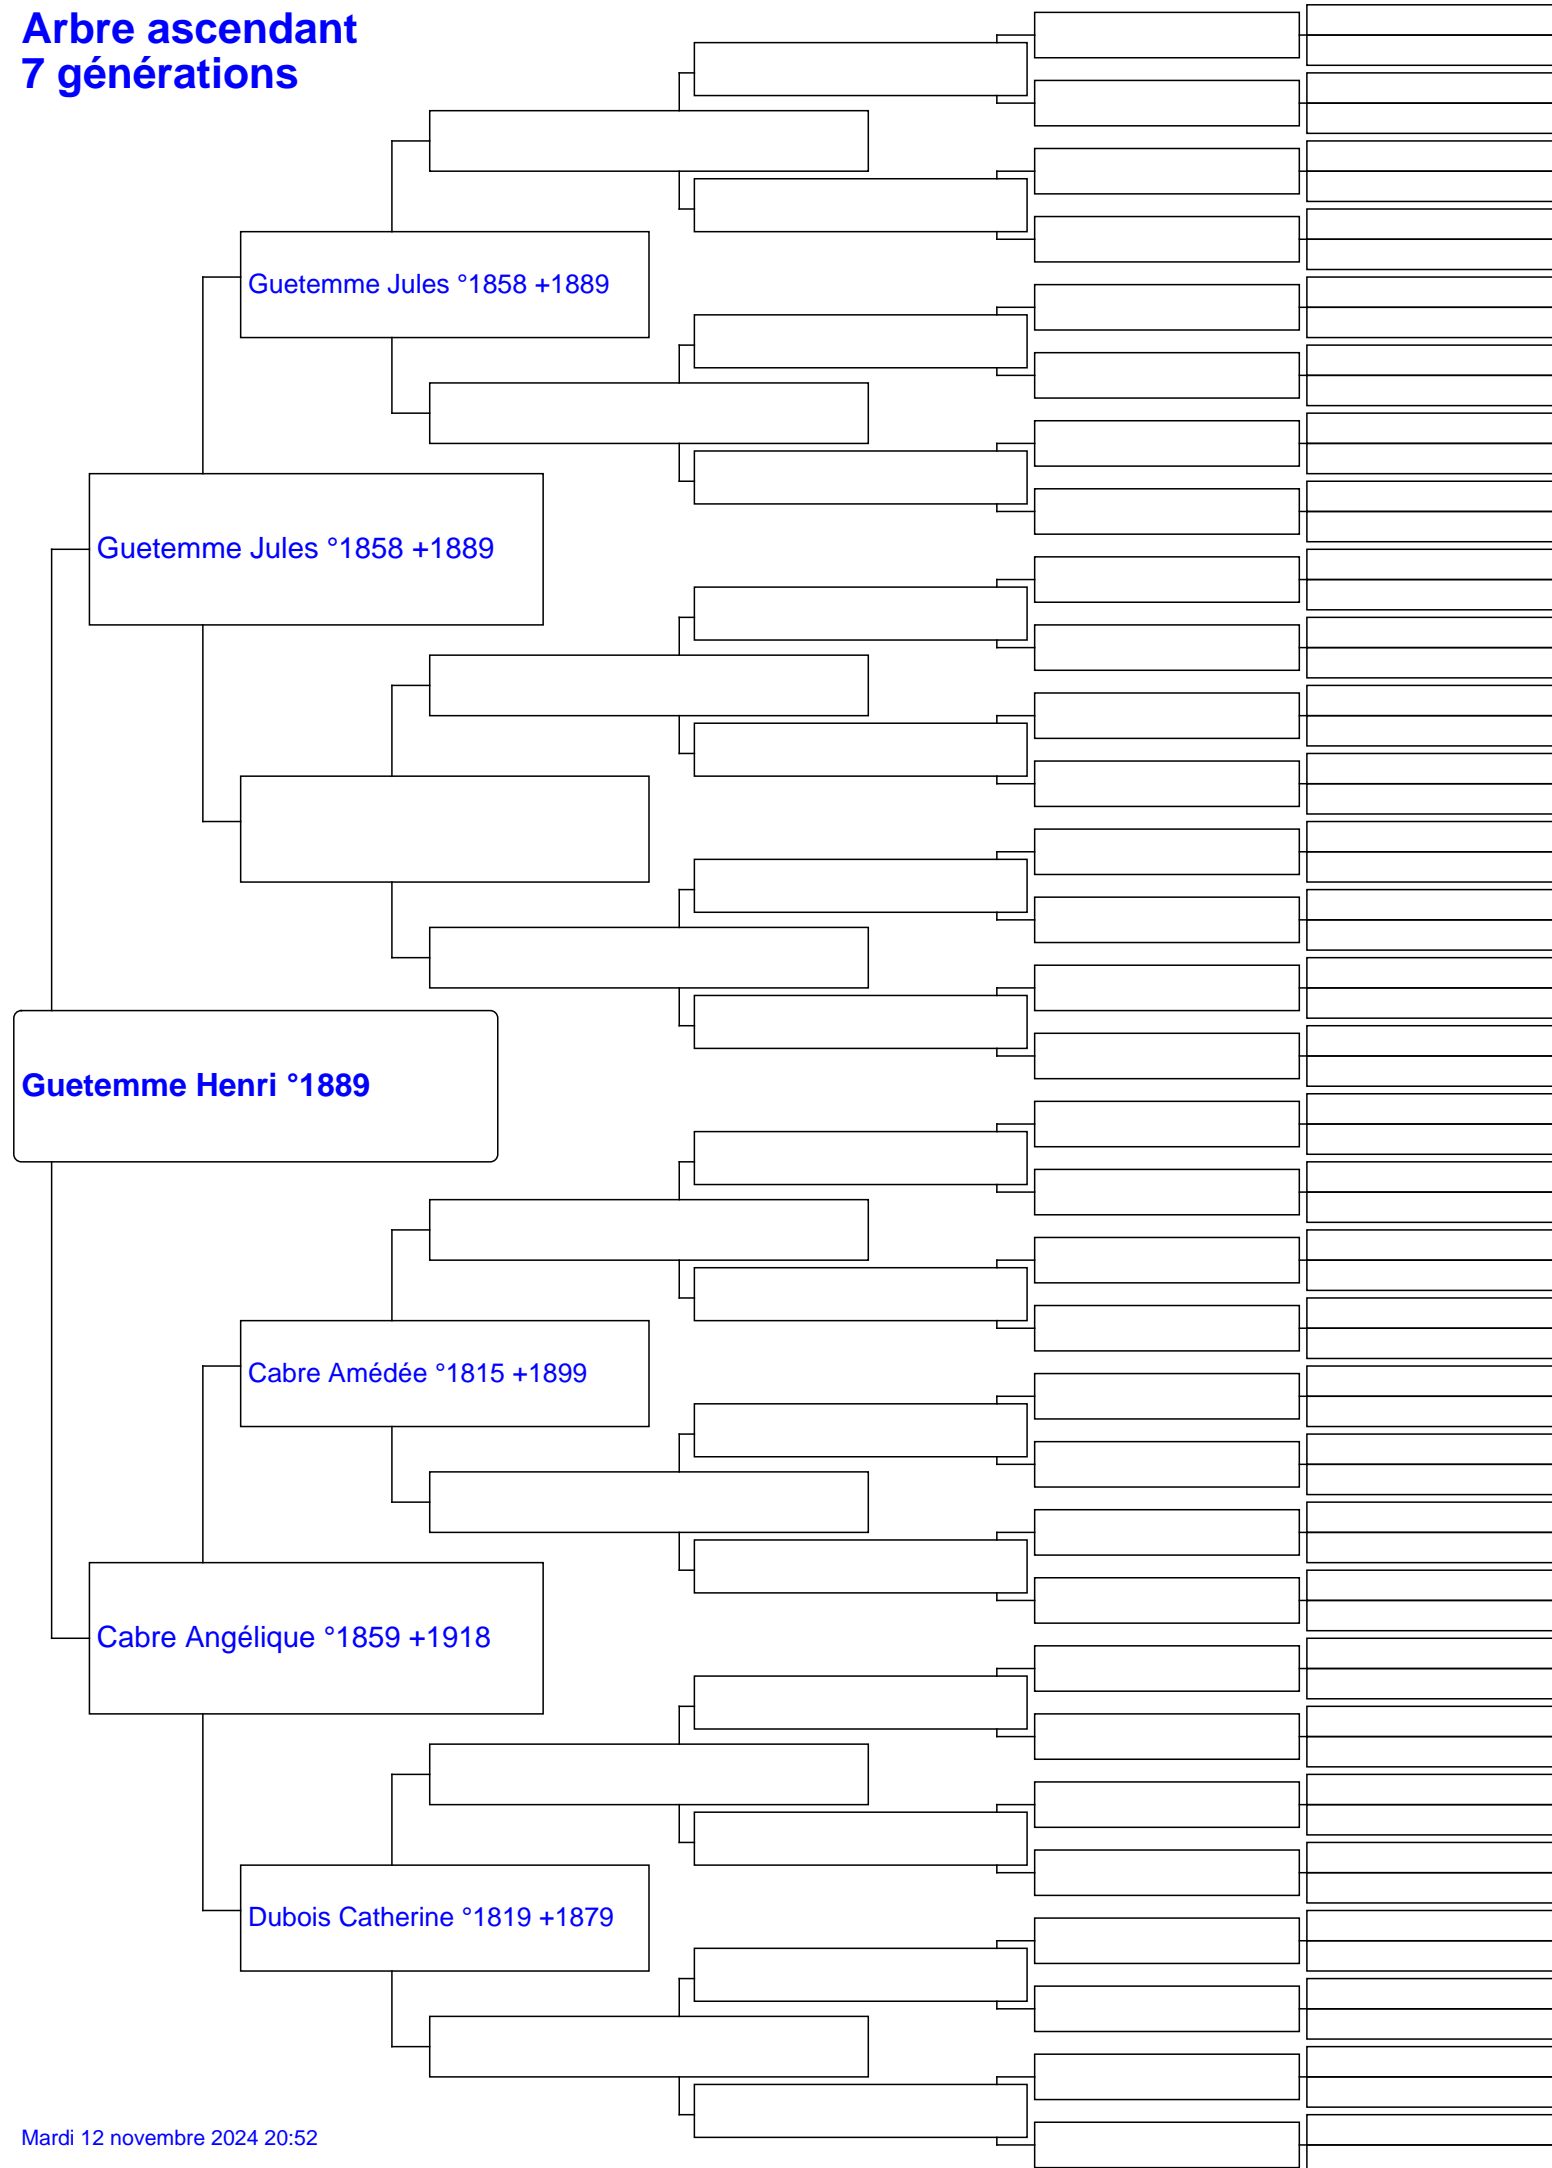 Arbre ascendant
7 générations
Guetemme Jules °1858 +1889
Guetemme Jules °1858 +1889
Guetemme Henri °1889
Cabre Amédée °1815 +1899
Cabre Angélique °1859 +1918
Dubois Catherine °1819 +1879
Mardi 12 novembre 2024 20:52